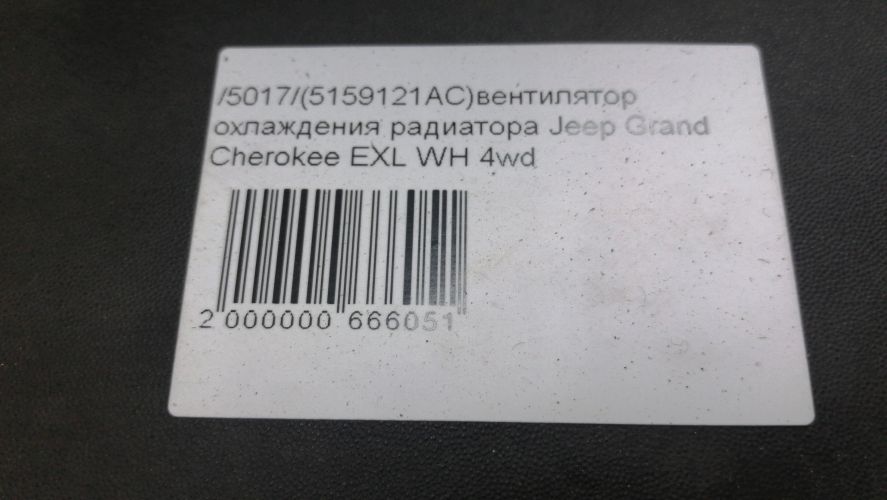 /5017/(5159121AC)вентилятор
охлаждения радиатора Jeep Grand
Cherokee EXL WH 4wd
2 000000 666051